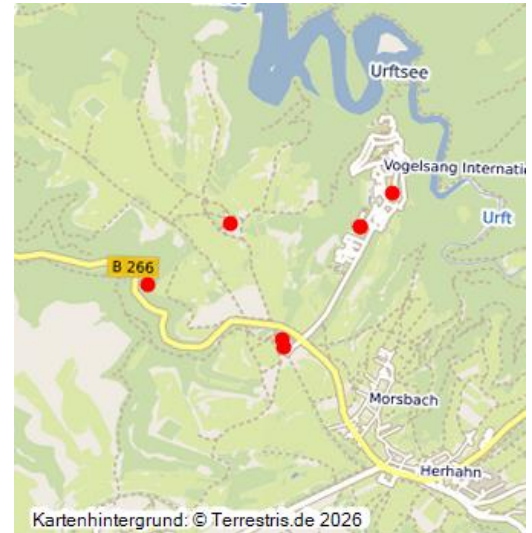 Urftsee
Vogelsang Internati
Urft
B 266
Morsbach
Herhahn
Kartenhintergrund: © Terrestris.de 2026